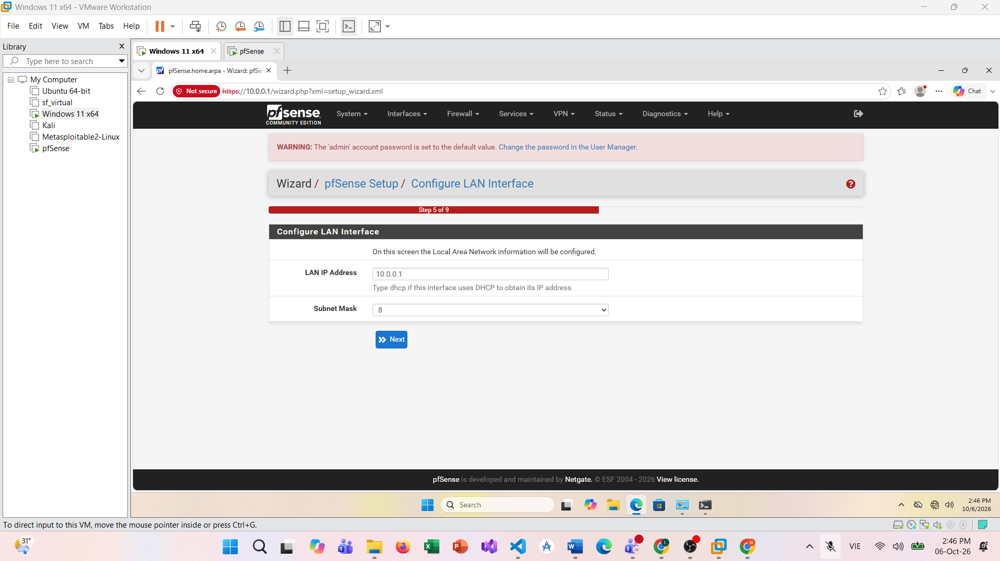 Windows 11 x64 - VMware Workstation
File Edit View VM Tabs Help
Library
Type here to search
My Computer
Ubuntu 64-bit
sf_virtual
Windows 11 x64
Kali
Metasploitable2-Linux
pfSense
Windows 11 x64
pfSense
pf pfSense.home.arpa - Wizard: pfSer
Not secure https://10.0.0.1/wizard.php?xml=setup_wizard.xml
Chat
pfsense
COMMUNITY EDITION
System Interfaces Firewall Services VPN Status Diagnostics Help
WARNING: The 'admin' account password is set to the default value. Change the password in the User Manager.
Wizard / pfSense Setup / Configure LAN Interface
Step 5 of 9
Configure LAN Interface
On this screen the Local Area Network information will be configured.
LAN IP Address 10.0.0.1
Type dhcp if this interface uses DHCP to obtain its IP address.
Subnet Mask 8
Next
pfSense is developed and maintained by Netgate. © ESF 2004 - 2026 View license.
Search
2:46 PM
10/6/2026
To direct input to this VM, move the mouse pointer inside or press Ctrl+G.
31°
VIE
2:46 PM
06-Oct-26